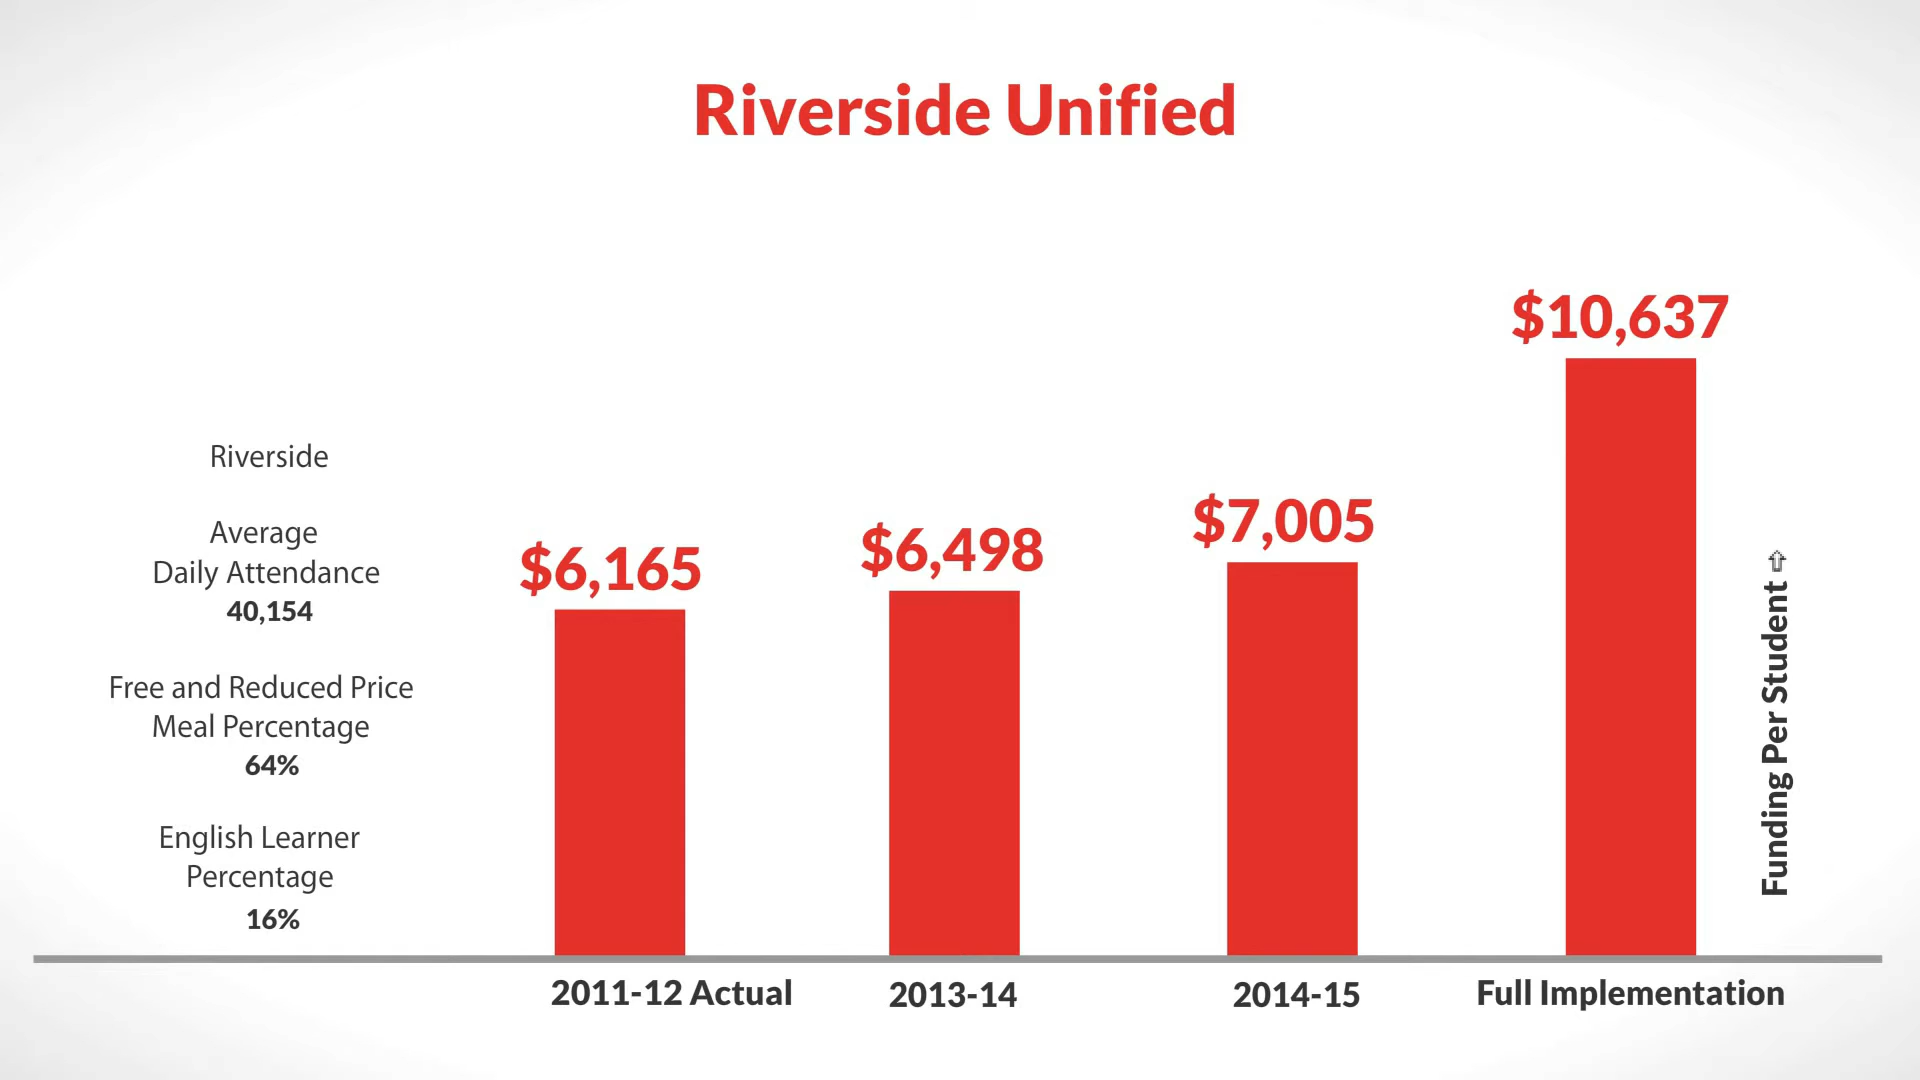 Riverside Unified
Riverside
Average
Daily Attendance
40,154
Free and Reduced Price
Meal Percentage
64%
English Learner
Percentage
16%
$6,165
$6,498
$7,005
$10,637
2011-12 Actual
2013-14
2014-15
Full Implementation
Funding Per Student ⇧